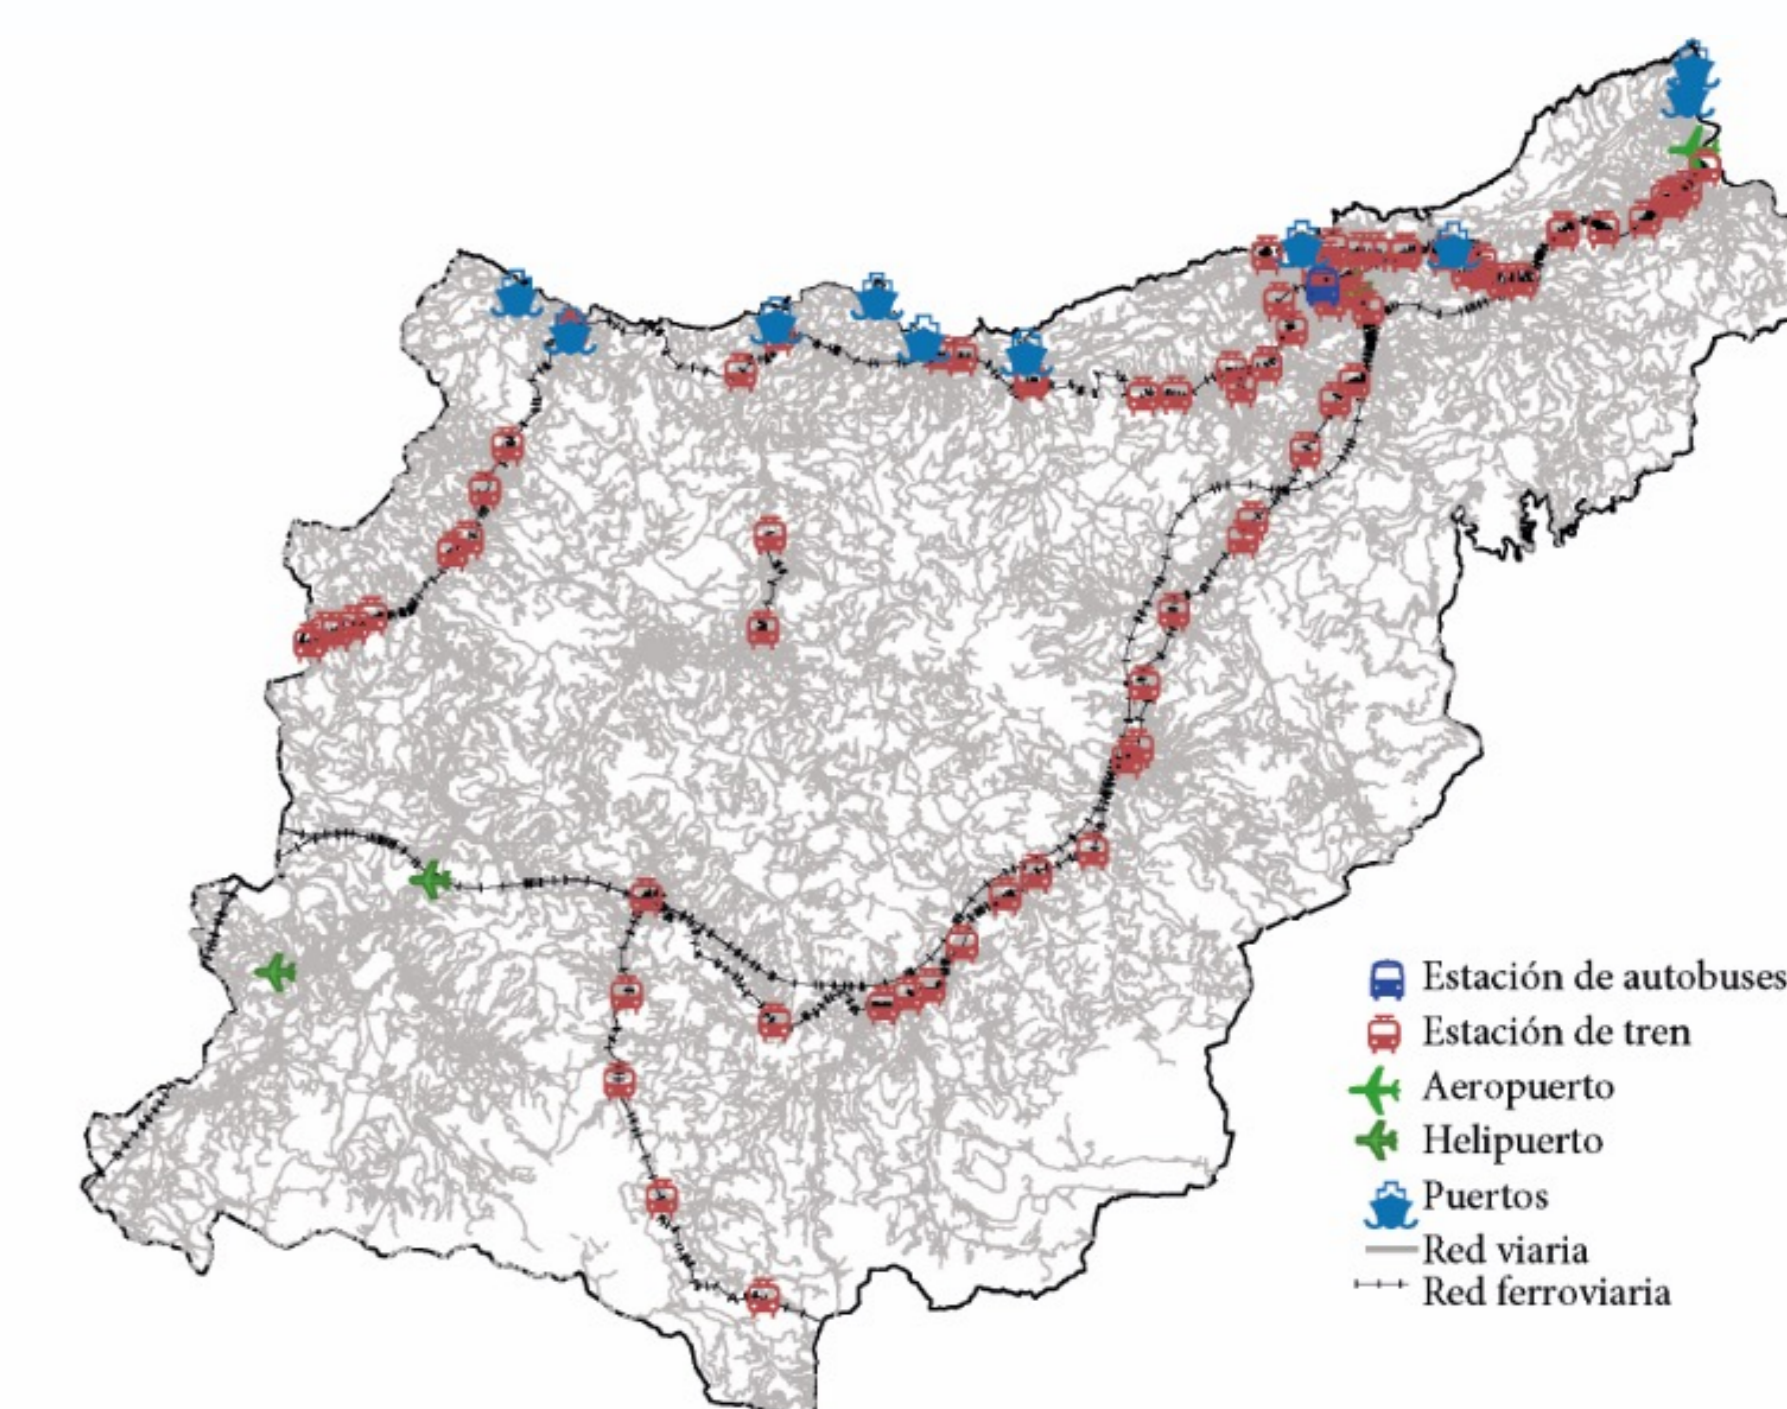 Estación de autobuses
Estación de tren
Aeropuerto
Helipuerto
Puertos
Red viaria
Red ferroviaria